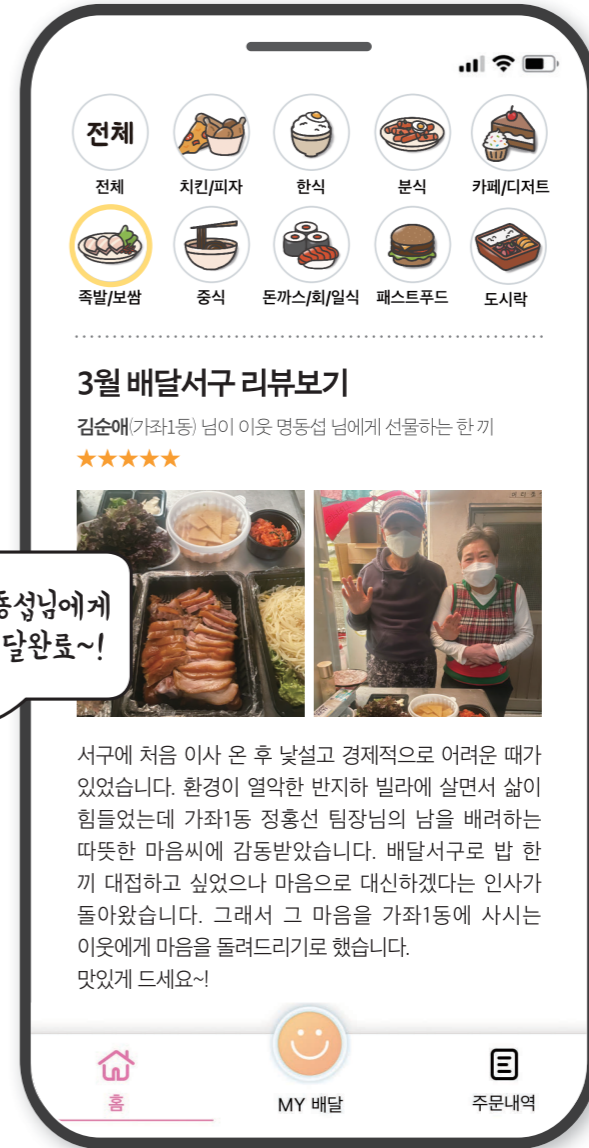 전체
전체 치킨/피자 한식 분식 카페/디저트
족발/보쌈 중식 돈까스/회/일식 패스트푸드 도시락
3월 배달서구 리뷰보기
김순애(가좌1동) 님이 이웃 명동섭 님에게 선물하는 한 끼
★★★★★
동섭님에게
달완료~!
서구에 처음 이사 온 후 낯설고 경제적으로 어려운 때가
있었습니다. 환경이 열악한 반지하 빌라에 살면서 삶이
힘들었는데 가좌1동 정홍선 팀장님의 남을 배려하는
따뜻한 마음씨에 감동받았습니다. 배달서구로 밥 한
끼 대접하고 싶었으나 마음으로 대신하겠다는 인사가
돌아왔습니다. 그래서 그 마음을 가좌1동에 사시는
이웃에게 마음을 돌려드리기로 했습니다.
맛있게 드세요~!
홈 MY 배달 주문내역